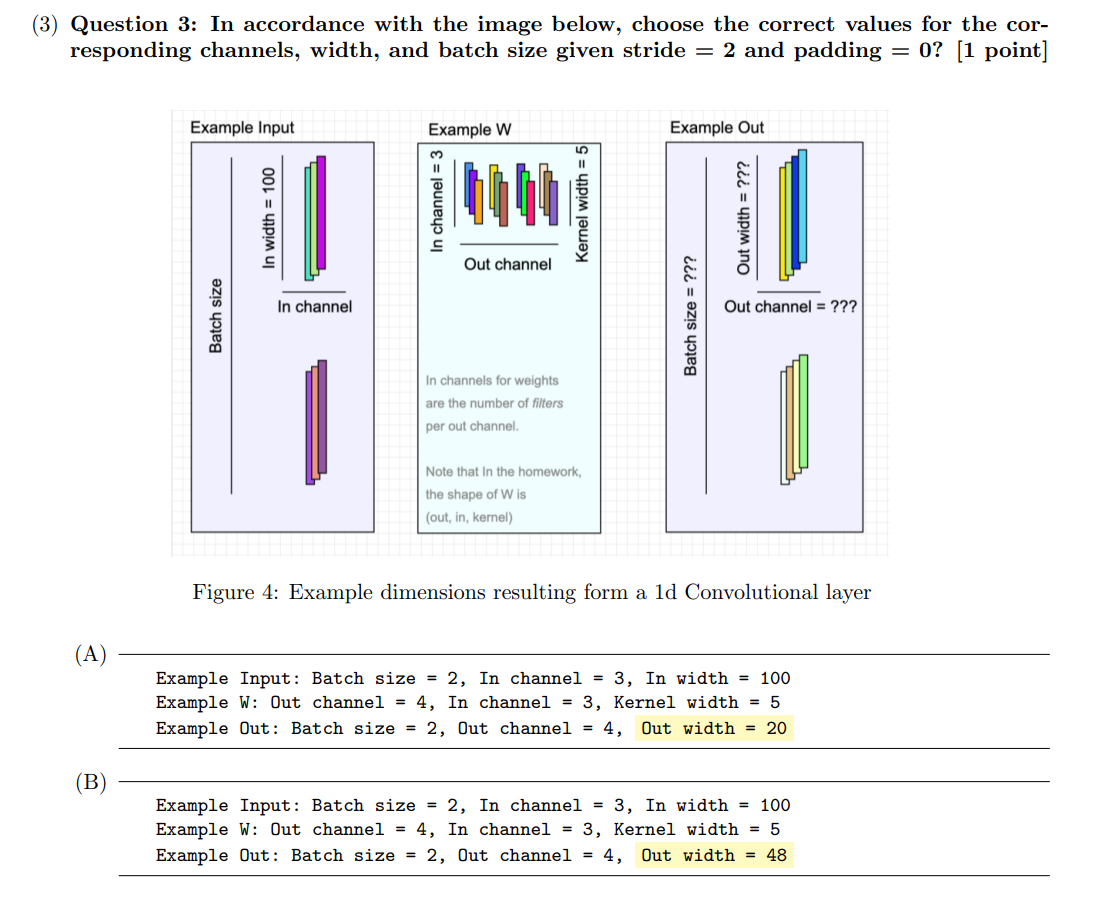 (3) Question 3: In accordance with the image below, choose the correct values for the cor-
responding channels, width, and batch size given stride = 2 and padding = 0? [1 point]
Example Input
Example W
Example Out
Batch size
In width = 100
In channel
In channel = 3
Out channel
Kernel width = 5
In channels for weights
are the number of filters
per out channel.
Note that In the homework,
the shape of W is
(out, in, kernel)
Batch size = ???
Out width = ???
Out channel = ???
Figure 4: Example dimensions resulting form a 1d Convolutional layer
(A)
Example Input: Batch size = 2, In channel = 3, In width = 100
Example W: Out channel = 4, In channel = 3, Kernel width = 5
Example Out: Batch size = 2, Out channel = 4, Out width = 20
(B)
Example Input: Batch size = 2, In channel = 3, In width = 100
Example W: Out channel = 4, In channel = 3, Kernel width = 5
Example Out: Batch size = 2, Out channel = 4, Out width = 48